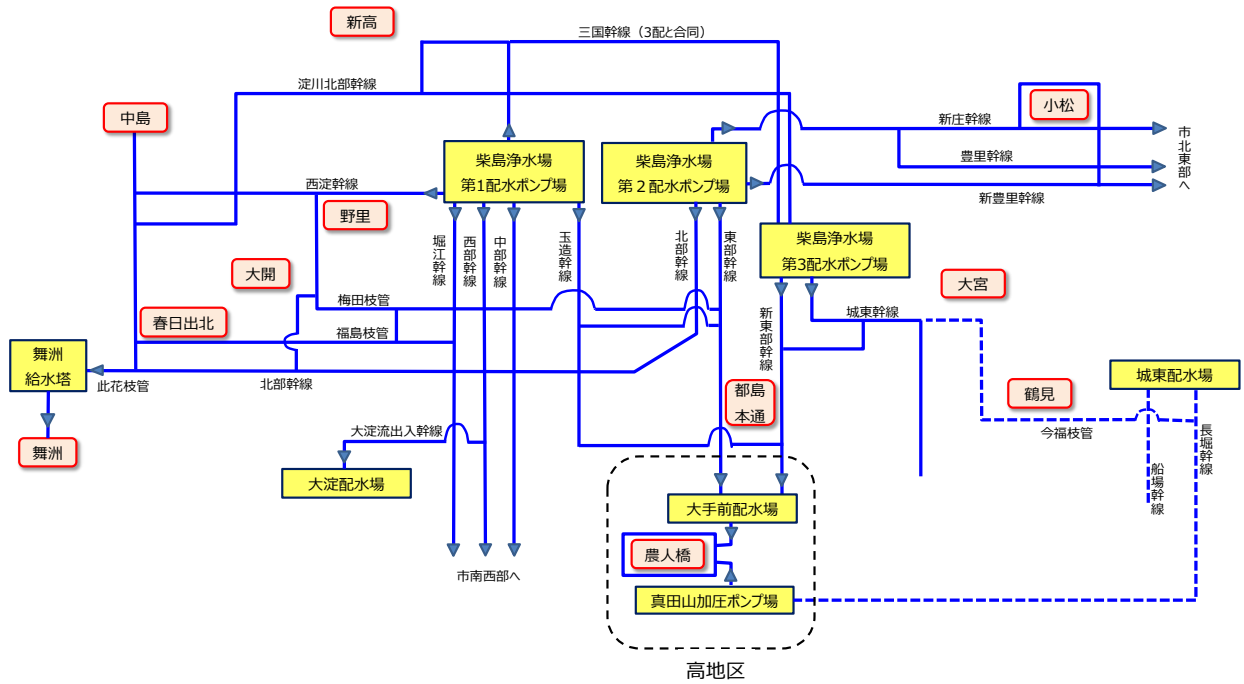 新高
三国幹線（3配と合同）
淀川北部幹線
中島
小松
新庄幹線
市北東部へ
柴島浄水場
第1配水ポンプ場
柴島浄水場
第２配水ポンプ場
豊里幹線
西淀幹線
新豊里幹線
野里
堀江幹線
西部幹線
中部幹線
玉造幹線
北部幹線
東部幹線
柴島浄水場
第3配水ポンプ場
大開
大宮
梅田枝管
春日出北
福島枝管
新東部幹線
城東幹線
舞洲
給水塔
此花枝管
北部幹線
都島
本通
鶴見
城東配水場
今福枝管
長堀幹線
舞洲
大淀流出入幹線
大淀配水場
船場幹線
大手前配水場
農人橋
市南西部へ
真田山加圧ポンプ場
高地区